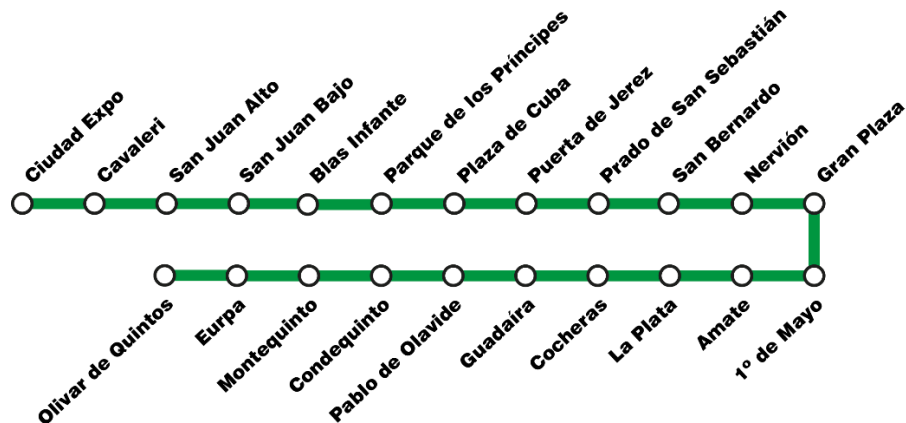 Ciudad Expo
Cavaleri
San Juan Alto
San Juan Bajo
Blas Infante
Parque de los Príncipes
Plaza de Cuba
Puerta de Jerez
Prado de San Sebastián
San Bernardo
Nervión
Gran Plaza
Olivar de Quintos
Eurpa
Montequinto
Condequinto
Pablo de Olavide
Guadaíra
Cocheras
La Plata
Amate
1º de Mayo